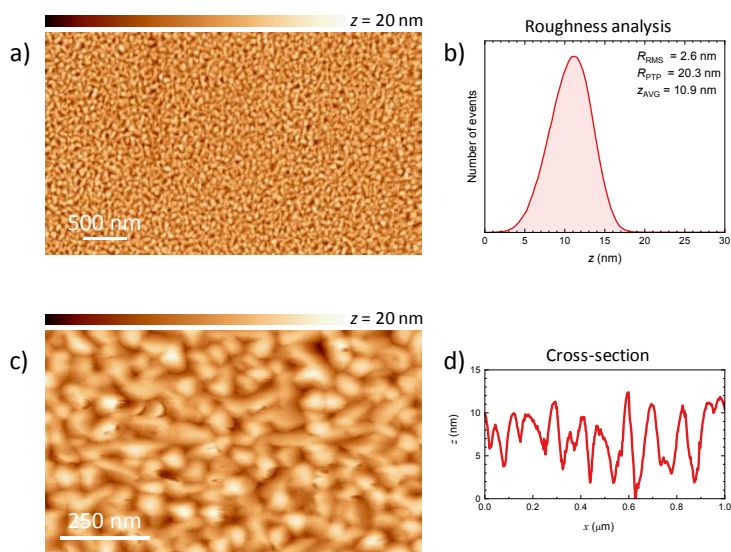 z = 20 nm
a)
500 nm
b)
Roughness analysis
R_RMS = 2.6 nm
R_PTP = 20.3 nm
z_AVG = 10.9 nm
Number of events
0 5 10 15 20 25 30
z (nm)
z = 20 nm
c)
250 nm
d)
Cross-section
15
10
5
0
z (nm)
0.0 0.2 0.4 0.6 0.8 1.0
x (μm)